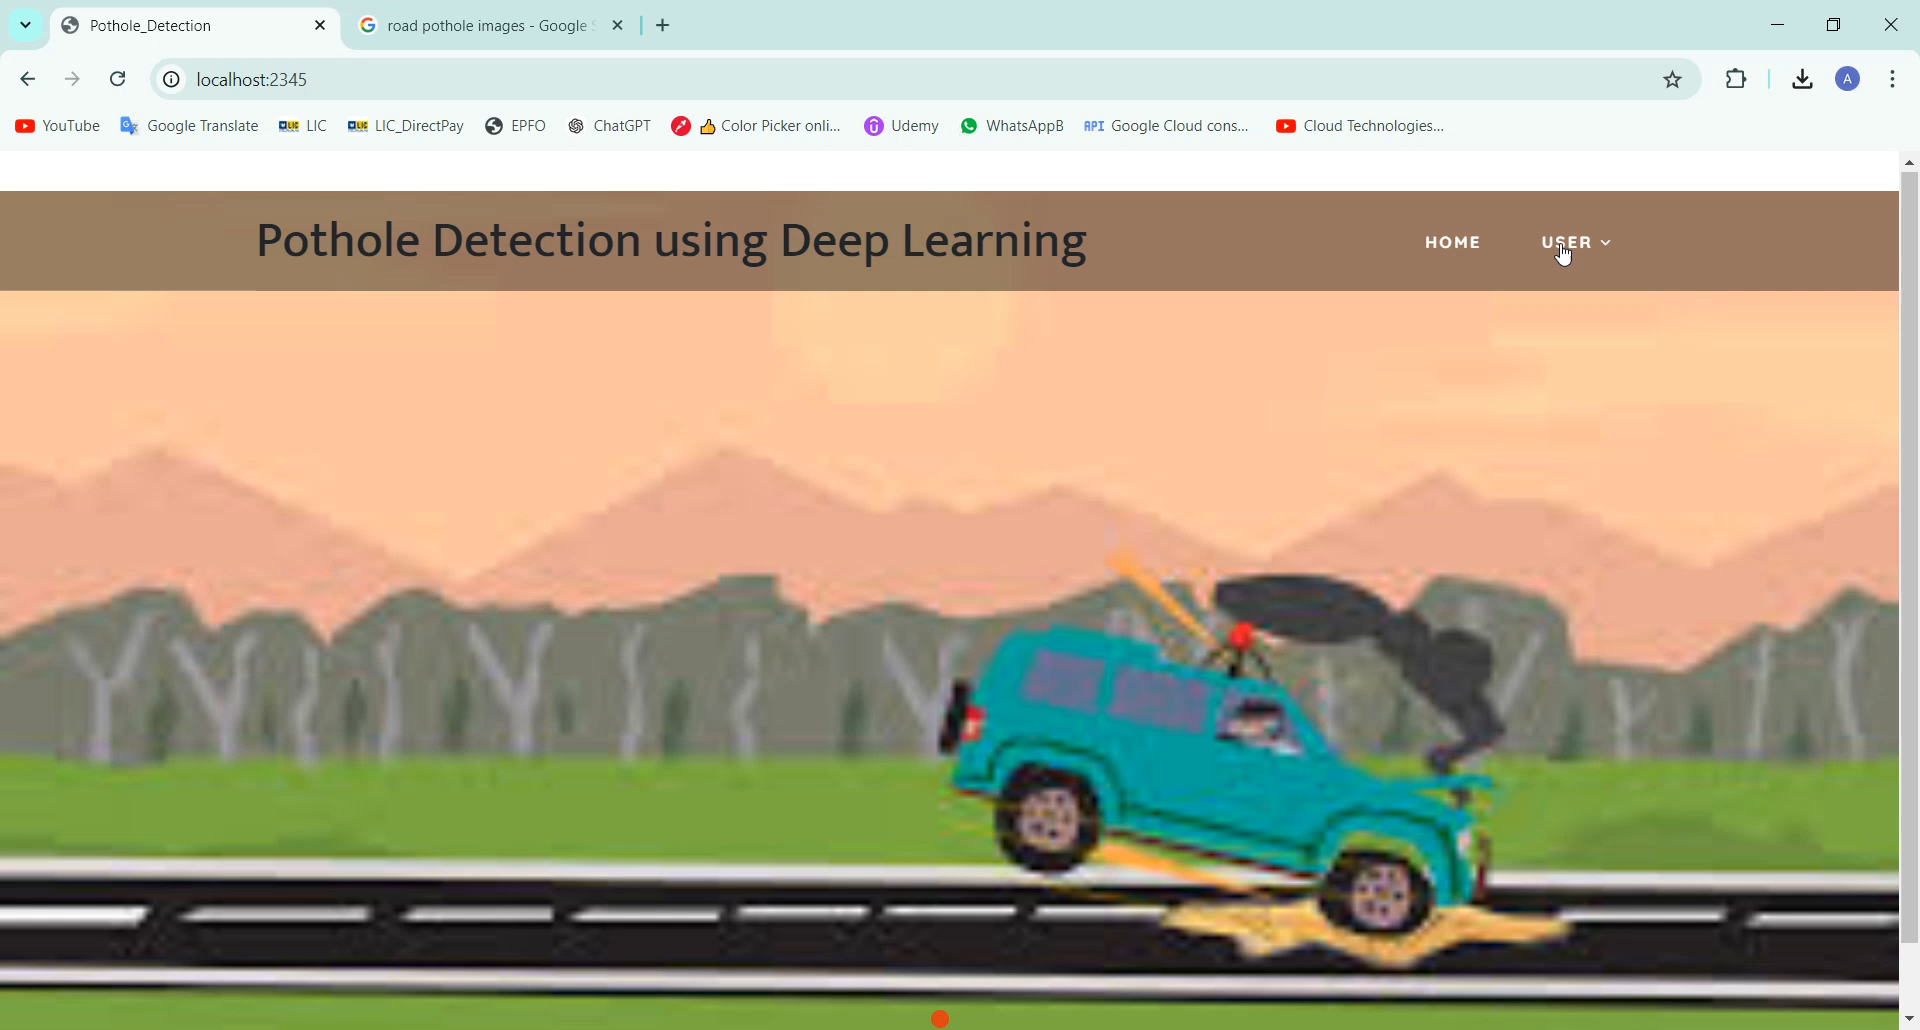 Pothole_Detection
road pothole images - Google
localhost:2345
A
YouTube Google Translate LIC LIC_DirectPay EPFO ChatGPT 👍 Color Picker onli... Udemy WhatsAppB API Google Cloud cons... Cloud Technologies...
Pothole Detection using Deep Learning HOME USER